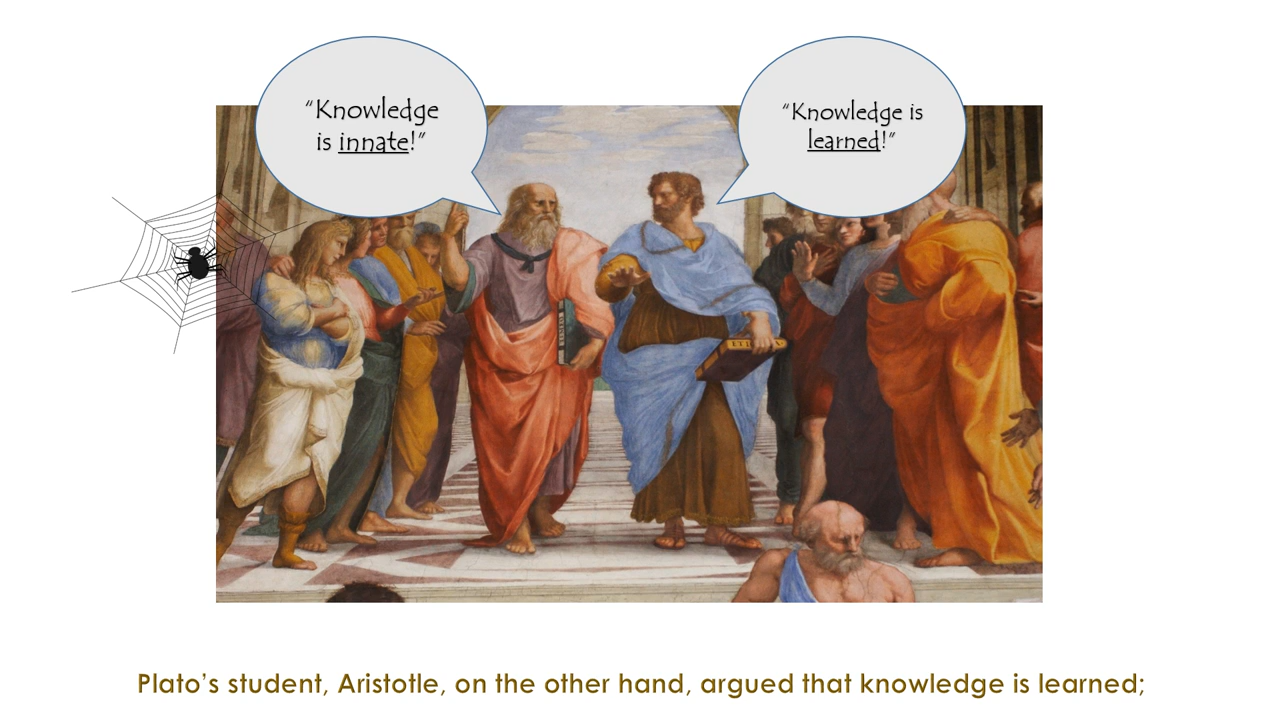 “Knowledge
is innate!”
“Knowledge is
learned!”
Plato’s student, Aristotle, on the other hand, argued that knowledge is learned;